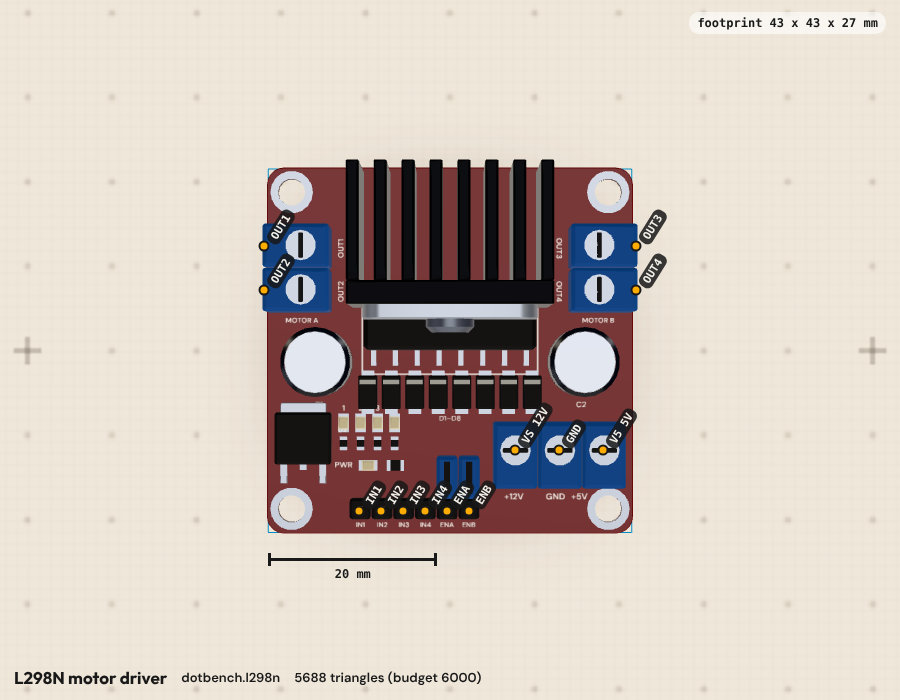 footprint 43 x 43 x 27 mm
OUT1
OUT3
OUT1
OUT3
OUT2
OUT4
OUT2
OUT4
MOTOR A
MOTOR B
C2
1
D1-D8
VS 12V
GND
V5 5V
PWR
+12V
GND
+5V
IN1
IN2
IN3
IN4
ENA
ENB
IN1
IN2
IN3
IN4
ENA
ENB
20 mm
L298N motor driver
dotbench.l298n
5688 triangles (budget 6000)